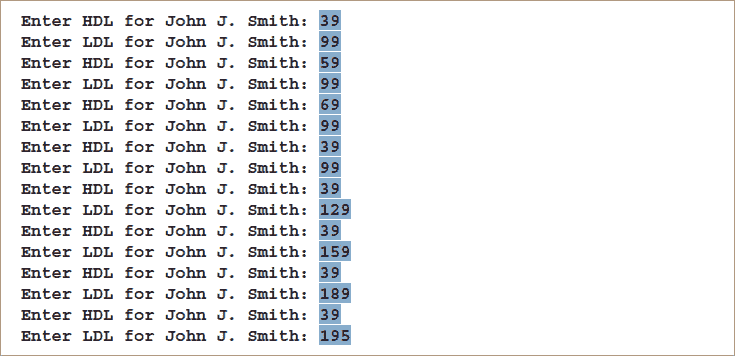 Enter HDL for John J. Smith: 39
Enter LDL for John J. Smith: 99
Enter HDL for John J. Smith: 59
Enter LDL for John J. Smith: 99
Enter HDL for John J. Smith: 69
Enter LDL for John J. Smith: 99
Enter HDL for John J. Smith: 39
Enter LDL for John J. Smith: 99
Enter HDL for John J. Smith: 39
Enter LDL for John J. Smith: 129
Enter HDL for John J. Smith: 39
Enter LDL for John J. Smith: 159
Enter HDL for John J. Smith: 39
Enter LDL for John J. Smith: 189
Enter HDL for John J. Smith: 39
Enter LDL for John J. Smith: 195